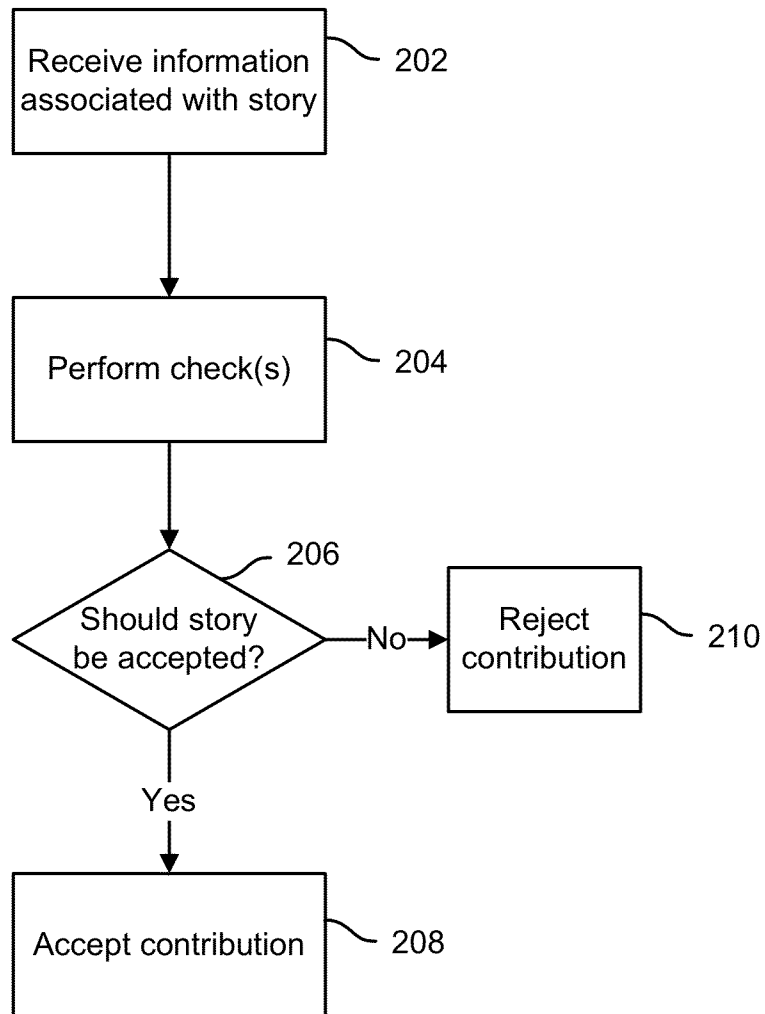 Receive information
associated with story
202
Perform check(s)
204
206
Should story
be accepted?
No
Reject
contribution
210
Yes
Accept contribution
208